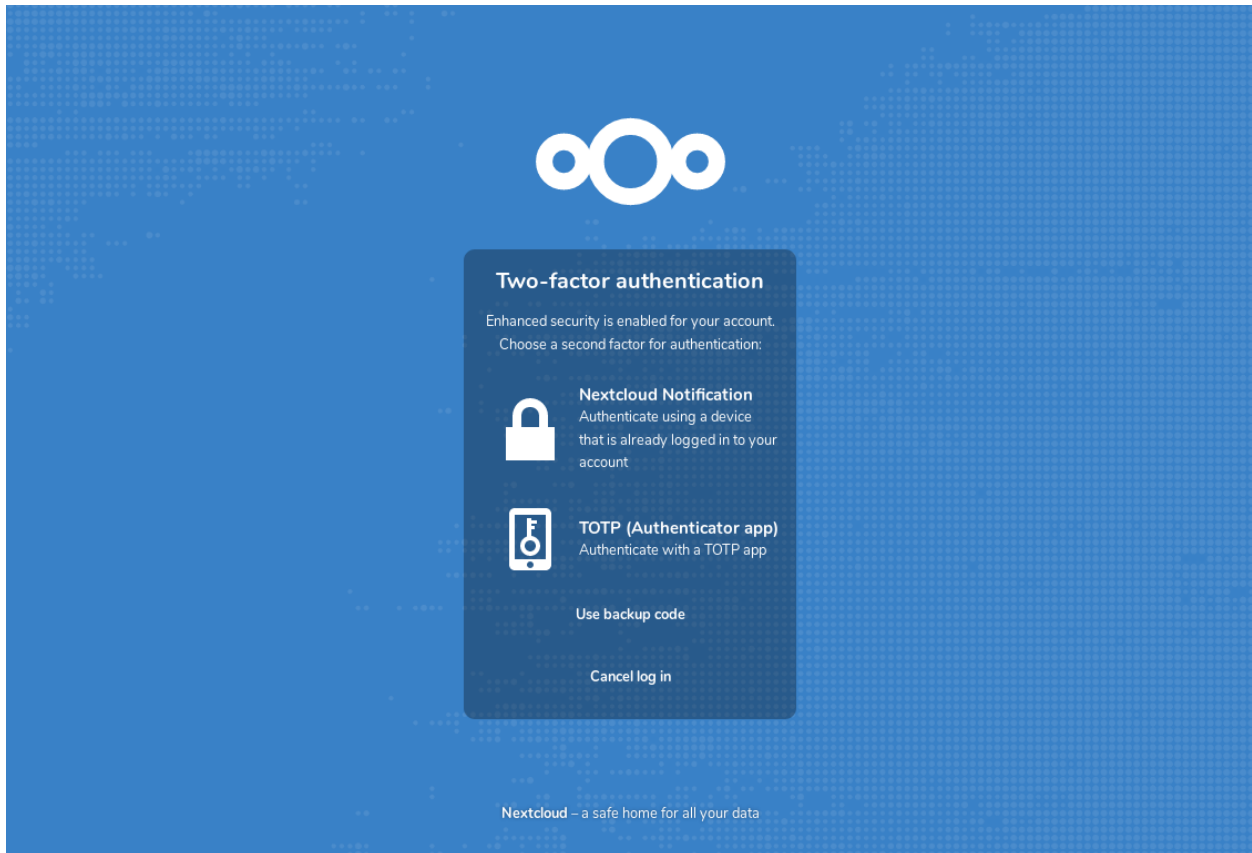 Two-factor authentication
Enhanced security is enabled for your account.
Choose a second factor for authentication:
Nextcloud Notification
Authenticate using a device
that is already logged in to your
account
TOTP (Authenticator app)
Authenticate with a TOTP app
Use backup code
Cancel log in
Nextcloud – a safe home for all your data